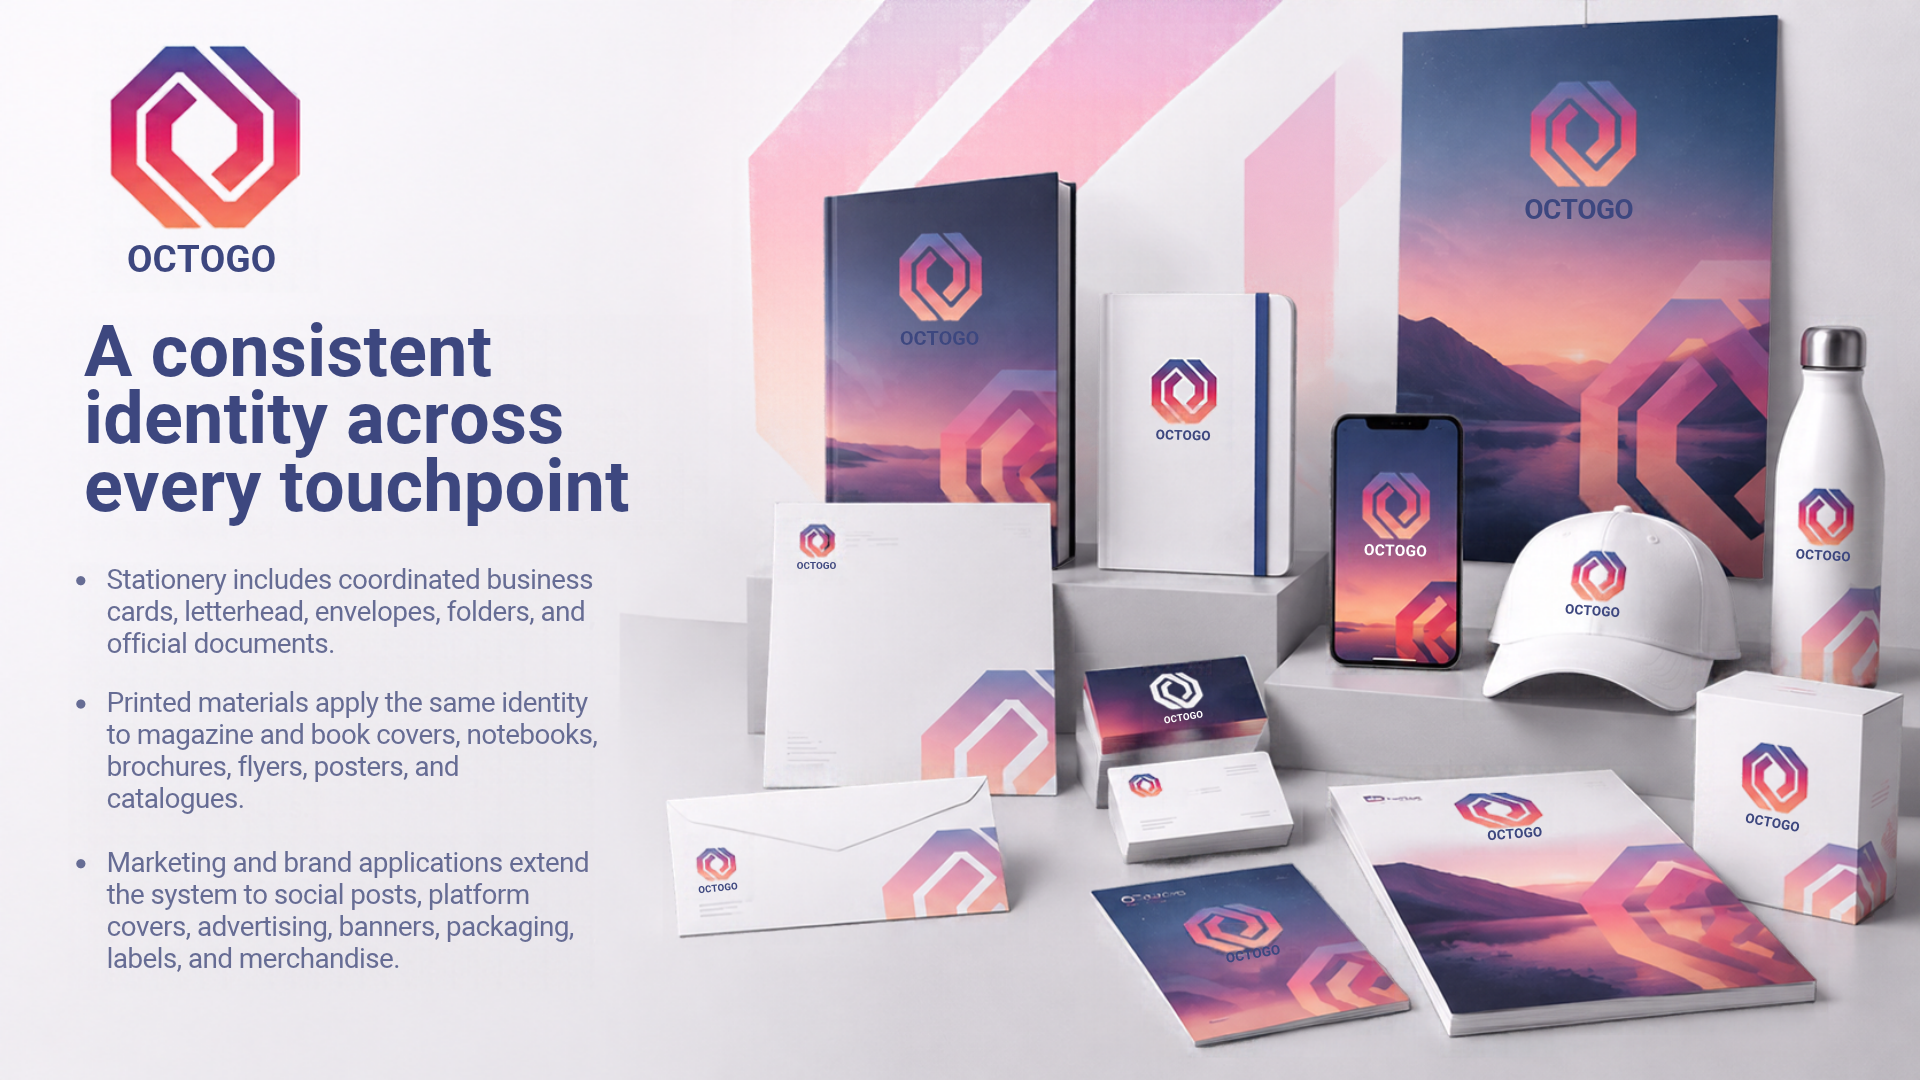 OCTOGO
A consistent
identity across
every touchpoint
• Stationery includes coordinated business
cards, letterhead, envelopes, folders, and
official documents.
• Printed materials apply the same identity
to magazine and book covers, notebooks,
brochures, flyers, posters, and
catalogues.
• Marketing and brand applications extend
the system to social posts, platform
covers, advertising, banners, packaging,
labels, and merchandise.
OCTOGO
OCTOGO
OCTOGO
OCTOGO
OCTOGO
OCTOGO
OCTOGO
OCTOGO
OCTOGO
OCTOGO
OCTOGO
OCTOGO
OCTOGO